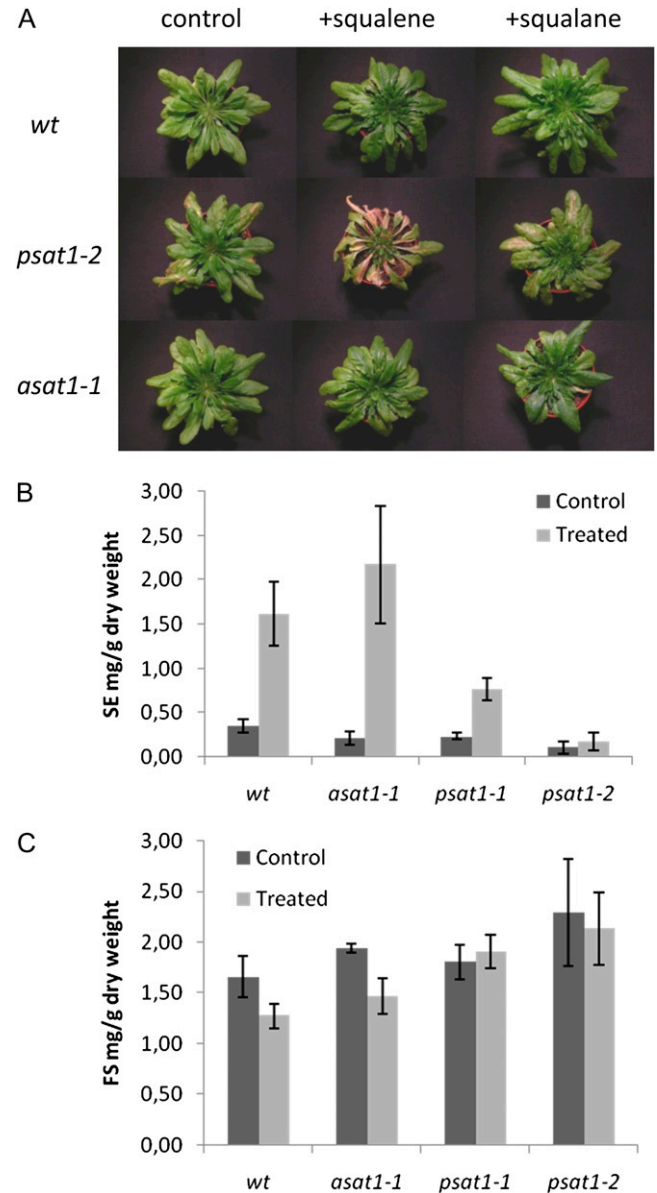 A
control +squalene +squalane
wt
psat1-2
asat1-1
B
SE mg/g dry weight
3,00
2,50
2,00
1,50
1,00
0,50
0,00
Control
Treated
wt asat1-1 psat1-1 psat1-2
C
FS mg/g dry weight
3,00
2,50
2,00
1,50
1,00
0,50
0,00
Control
Treated
wt asat1-1 psat1-1 psat1-2